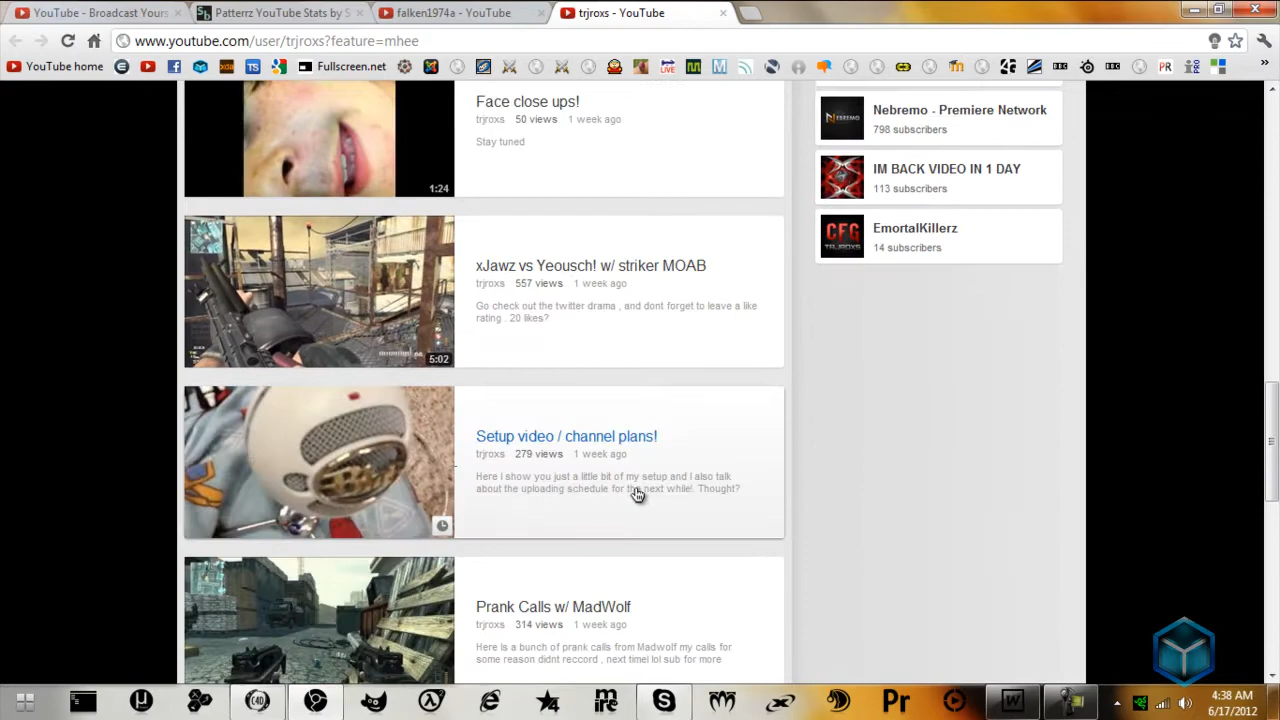 YouTube - Broadcast Yours
Patterrz YouTube Stats by S
falken1974a - YouTube
trjroxs - YouTube
www.youtube.com/user/trjroxs?feature=mhee
YouTube home
Fullscreen.net
Face close ups!
trjroxs 50 views 1 week ago
Stay tuned
1:24
xJawz vs Yeousch! w/ striker MOAB
trjroxs 557 views 1 week ago
Go check out the twitter drama , and dont forget to leave a like
rating . 20 likes?
5:02
Setup video / channel plans!
trjroxs 279 views 1 week ago
Here I show you just a little bit of my setup and I also talk
about the uploading schedule for the next while!. Thought?
Prank Calls w/ MadWolf
trjroxs 314 views 1 week ago
Here is a bunch of prank calls from Madwolf my calls for
some reason didnt reccord , next time! lol sub for more
Nebremo - Premiere Network
798 subscribers
IM BACK VIDEO IN 1 DAY
113 subscribers
EmortalKillerz
14 subscribers
4:38 AM
6/17/2012